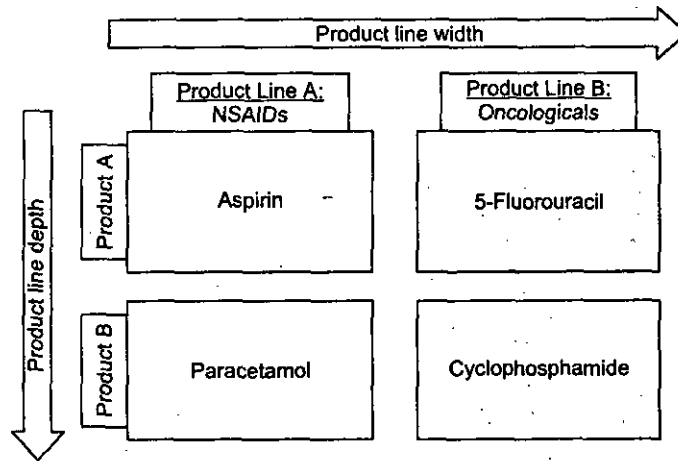 Product line width
Product Line A:
NSAIDs
Product Line B:
Oncologicals
Product line depth
Product A
Aspirin
5-Fluorouracil
Product B
Paracetamol
Cyclophosphamide